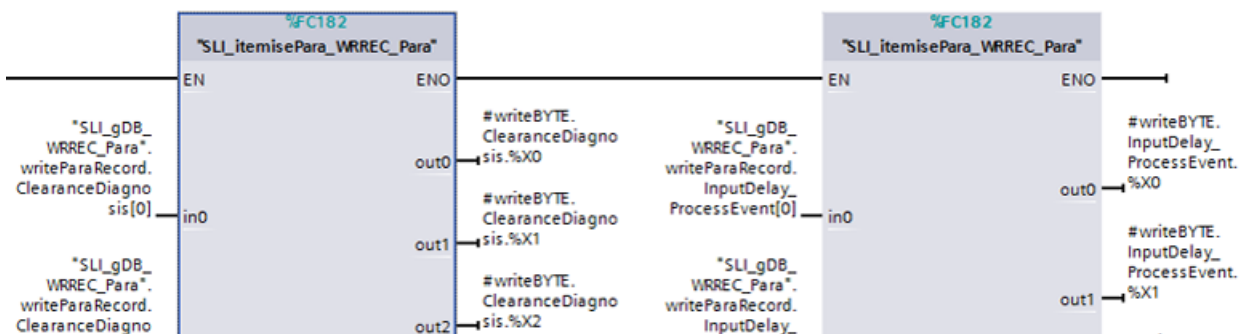 %FC182
"SLI_itemisePara_WRREC_Para"
EN
ENO
"SLI_gDB_
WRREC_Para".
writeParaRecord.
ClearanceDiagno
sis[0]
in0
out0
#writeBYTE.
ClearanceDiagno
sis.%X0
out1
#writeBYTE.
ClearanceDiagno
sis.%X1
"SLI_gDB_
WRREC_Para".
writeParaRecord.
ClearanceDiagno
out2
#writeBYTE.
ClearanceDiagno
sis.%X2
%FC182
"SLI_itemisePara_WRREC_Para"
EN
ENO
"SLI_gDB_
WRREC_Para".
writeParaRecord.
InputDelay_
ProcessEvent[0]
in0
out0
#writeBYTE.
InputDelay_
ProcessEvent.
%X0
"SLI_gDB_
WRREC_Para".
writeParaRecord.
InputDelay_
out1
#writeBYTE.
InputDelay_
ProcessEvent.
%X1